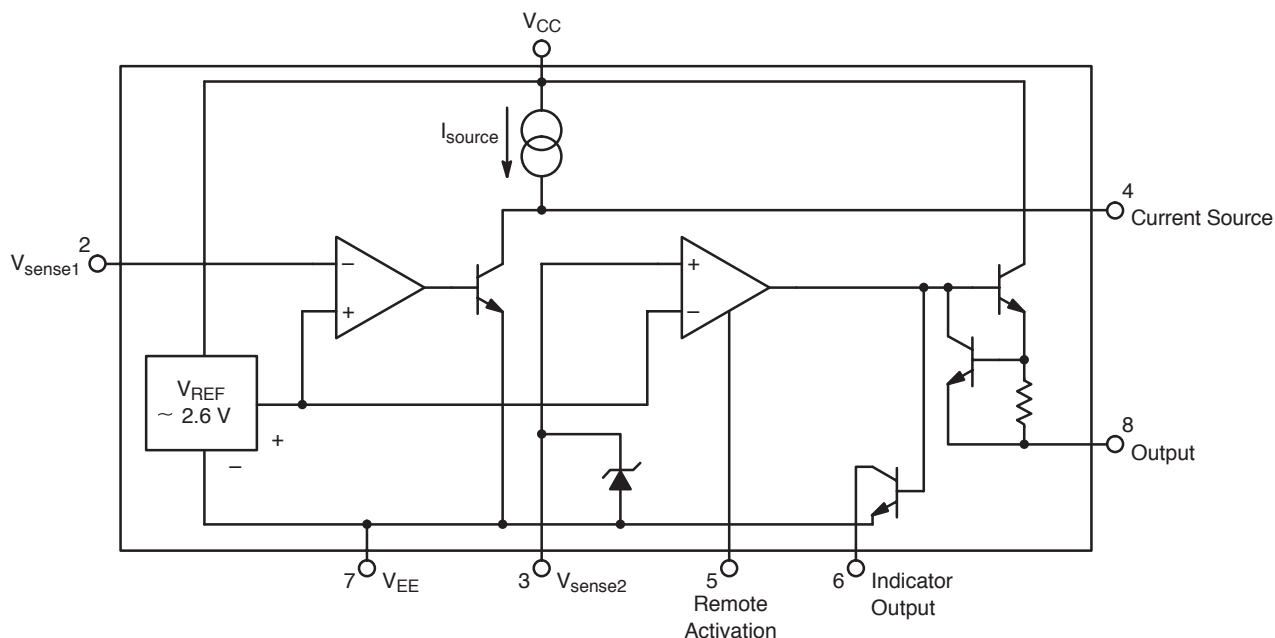 VCC
Isource
4
Current Source
2
Vsense1
−
+
+
−
VREF
~ 2.6 V
+
−
8
Output
7
VEE
3
Vsense2
5
Remote
Activation
6
Indicator
Output